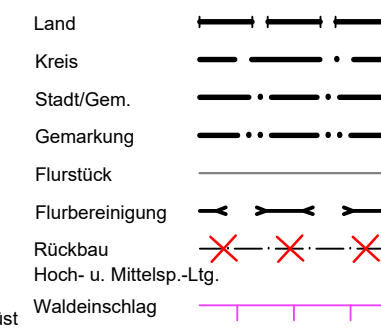 Land
Kreis
Stadt/Gem.
Gemarkung
Flurstück
Flurbereinigung
Rückbau
Hoch- u. Mittelsp.-Ltg.
Waldeinschlag